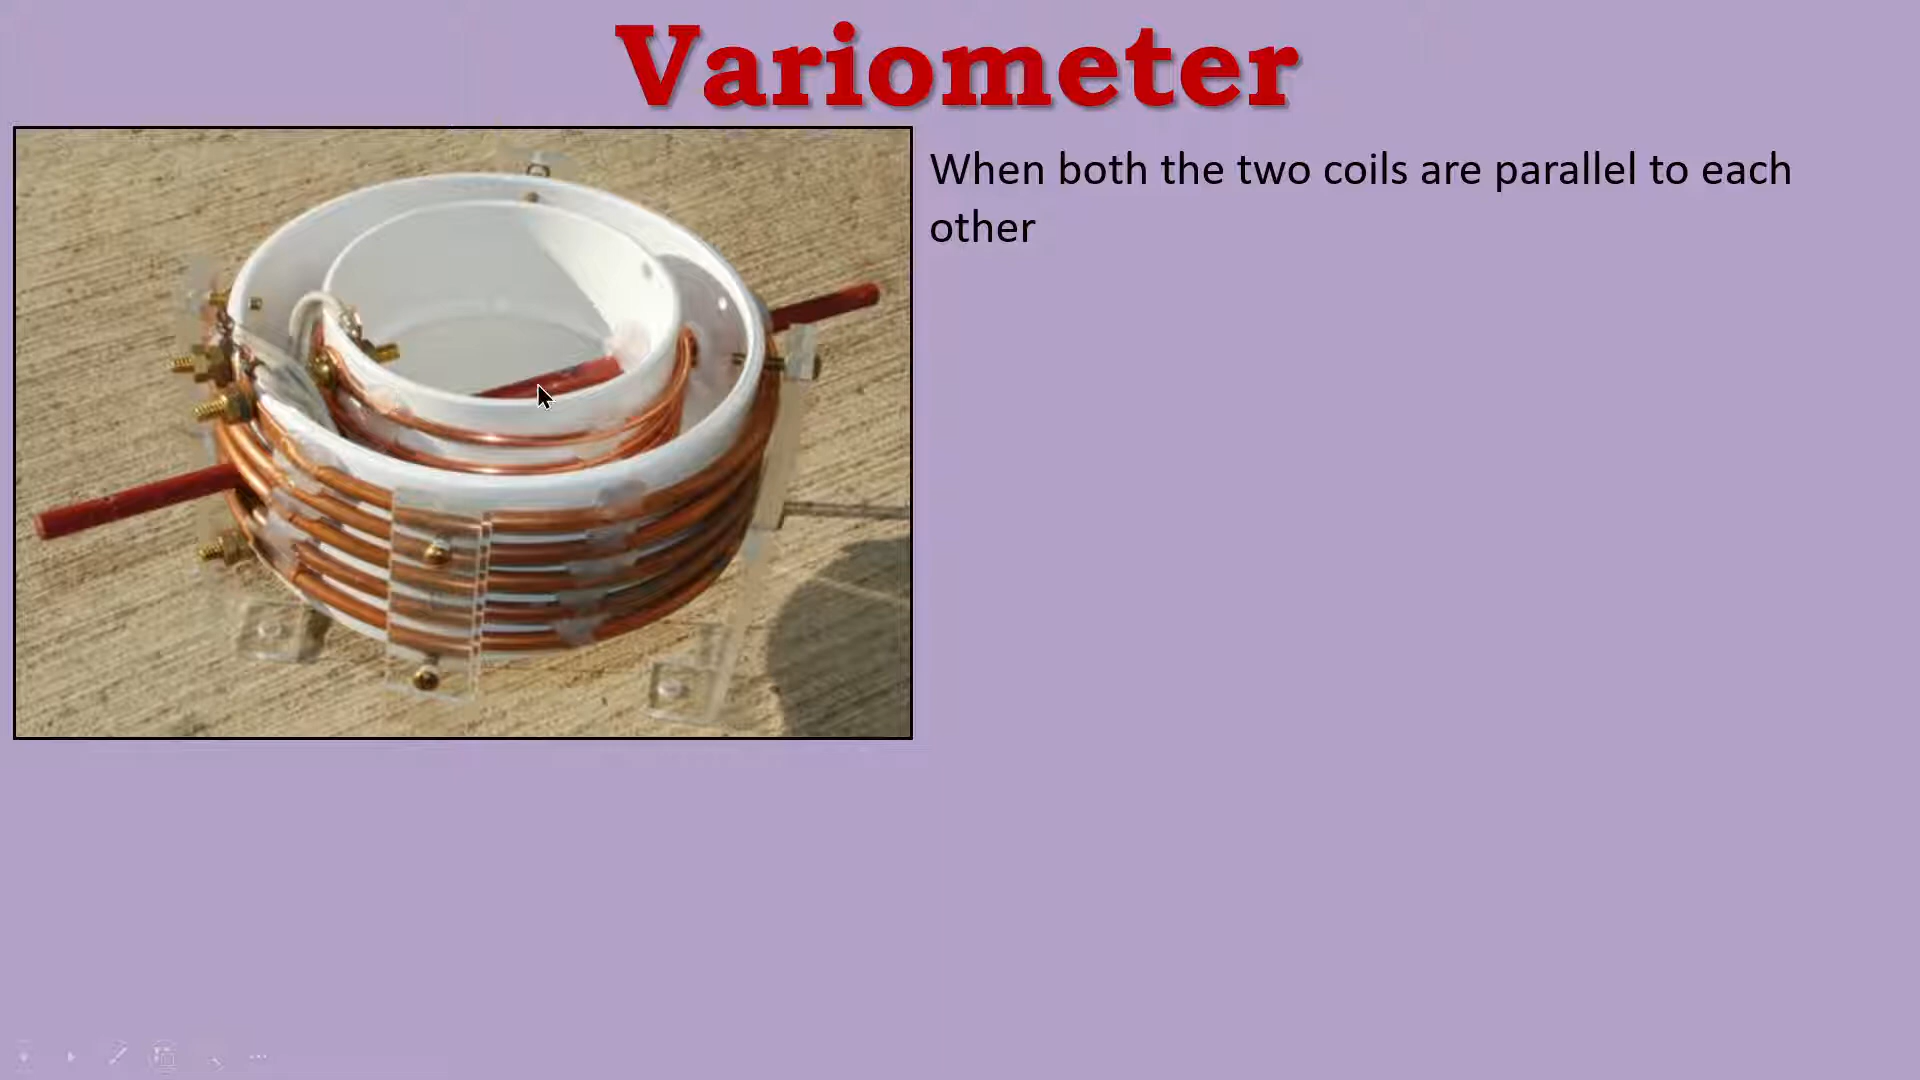 Variometer
When both the two coils are parallel to each
other